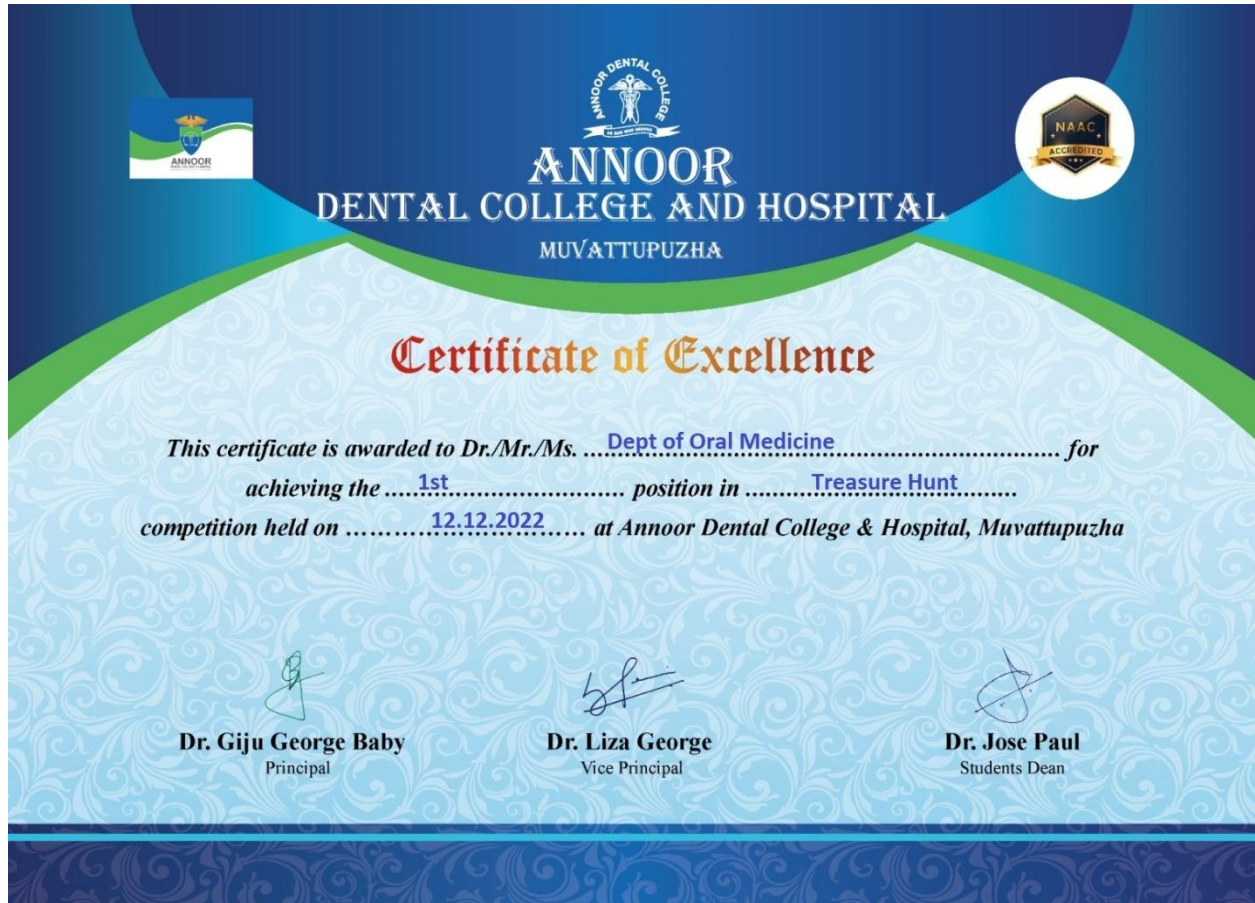 ANNOOR DENTAL COLLEGE
ANNOOR
NAAC
ACCREDITED
ANNOOR
DENTAL COLLEGE AND HOSPITAL
MUVATTUPUZHA
Certificate of Excellence
This certificate is awarded to Dr./Mr./Ms. ....Dept of Oral Medicine.................................... for
achieving the .....1st......................... position in ..........Treasure Hunt..........
competition held on ............12.12.2022...... at Annoor Dental College & Hospital, Muvattupuzha
Dr. Giju George Baby
Principal
Dr. Liza George
Vice Principal
Dr. Jose Paul
Students Dean